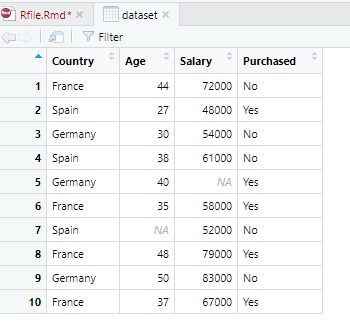 Rfile.Rmd* dataset
Filter
Country Age Salary Purchased
1 France 44 72000 No
2 Spain 27 48000 Yes
3 Germany 30 54000 No
4 Spain 38 61000 No
5 Germany 40 NA Yes
6 France 35 58000 Yes
7 Spain NA 52000 No
8 France 48 79000 Yes
9 Germany 50 83000 No
10 France 37 67000 Yes